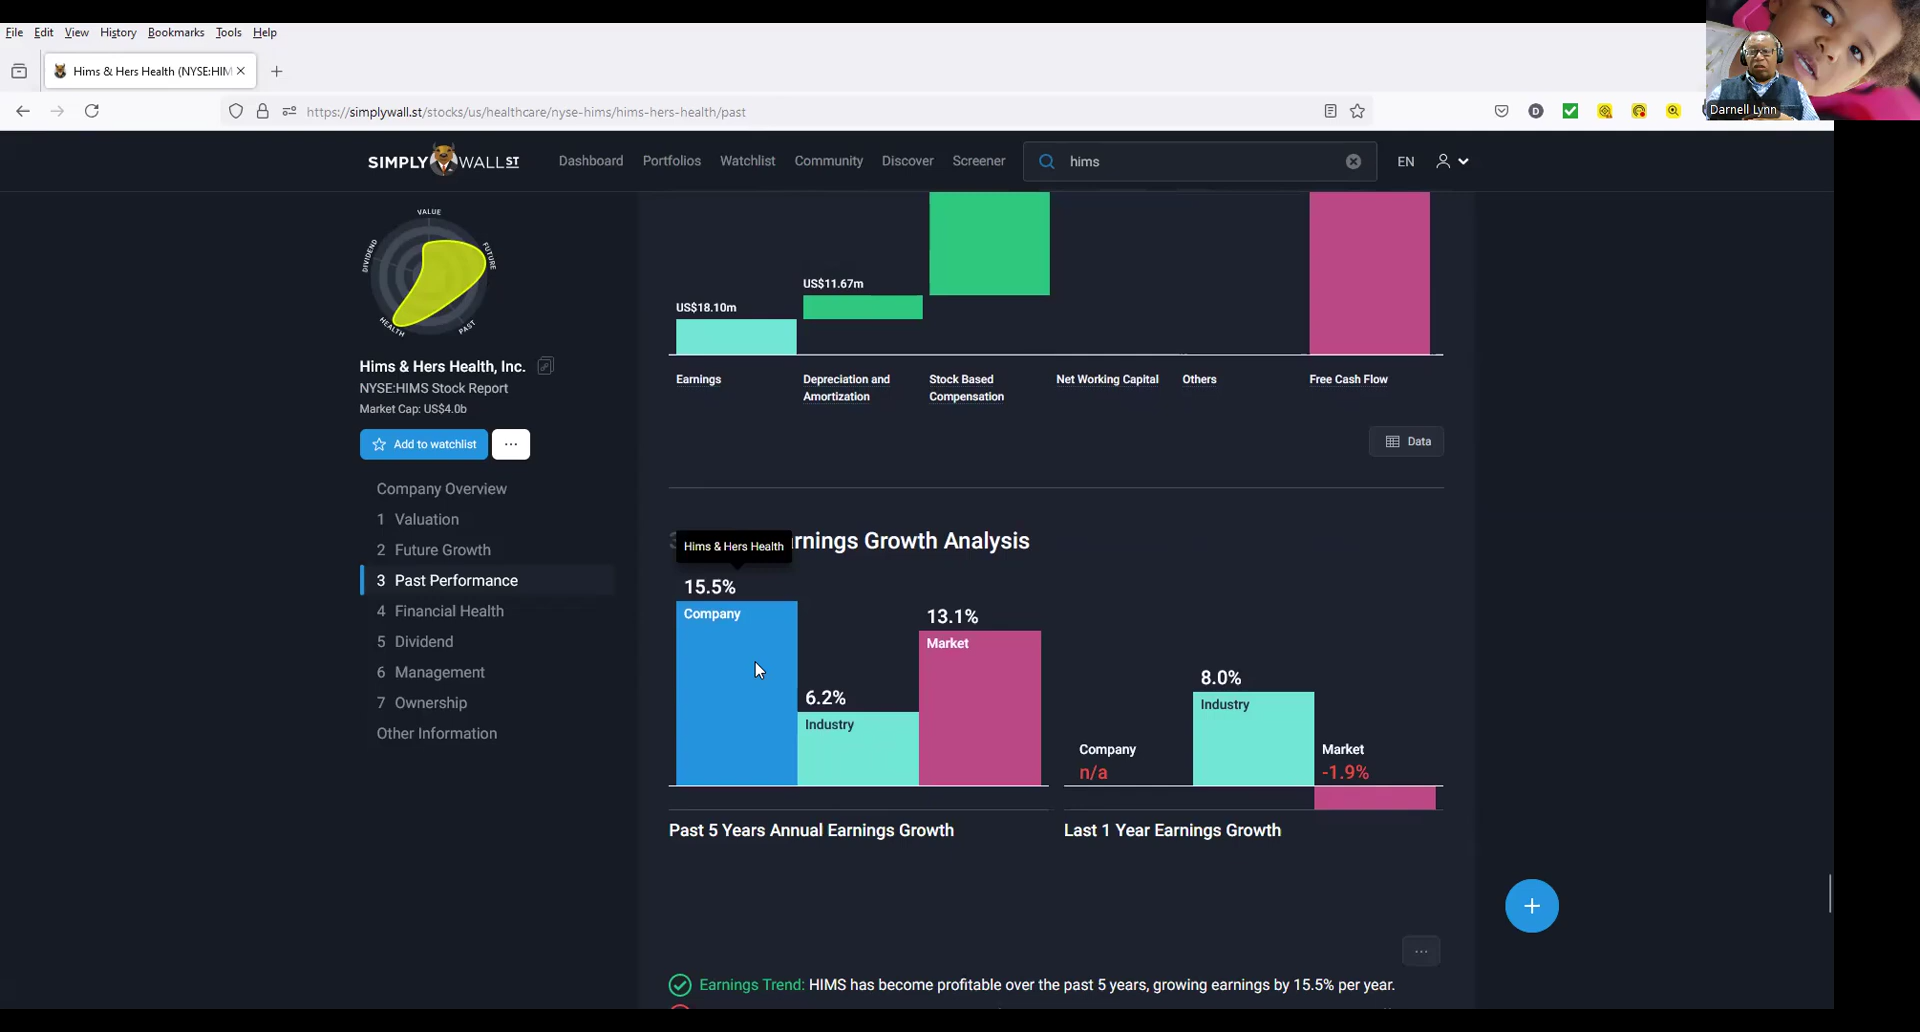 File Edit View History Bookmarks Tools Help
Hims & Hers Health (NYSE:HIM
https://simplywall.st/stocks/us/healthcare/nyse-hims/hims-hers-health/past
D
Darnell Lynn
SIMPLY WALL ST
Dashboard Portfolios Watchlist Community Discover Screener
hims
EN
VALUE
FUTURE
PAST
HEALTH
DIVIDEND
Hims & Hers Health, Inc.
NYSE:HIMS Stock Report
Market Cap: US$4.0b
Add to watchlist
...
Company Overview
1 Valuation
2 Future Growth
3 Past Performance
4 Financial Health
5 Dividend
6 Management
7 Ownership
Other Information
US$18.10m
US$11.67m
Earnings
Depreciation and
Amortization
Stock Based
Compensation
Net Working Capital
Others
Free Cash Flow
Data
Hims & Hers Health
rnings Growth Analysis
15.5%
Company
6.2%
Industry
13.1%
Market
Company
n/a
8.0%
Industry
Market
-1.9%
Past 5 Years Annual Earnings Growth
Last 1 Year Earnings Growth
...
Earnings Trend: HIMS has become profitable over the past 5 years, growing earnings by 15.5% per year.